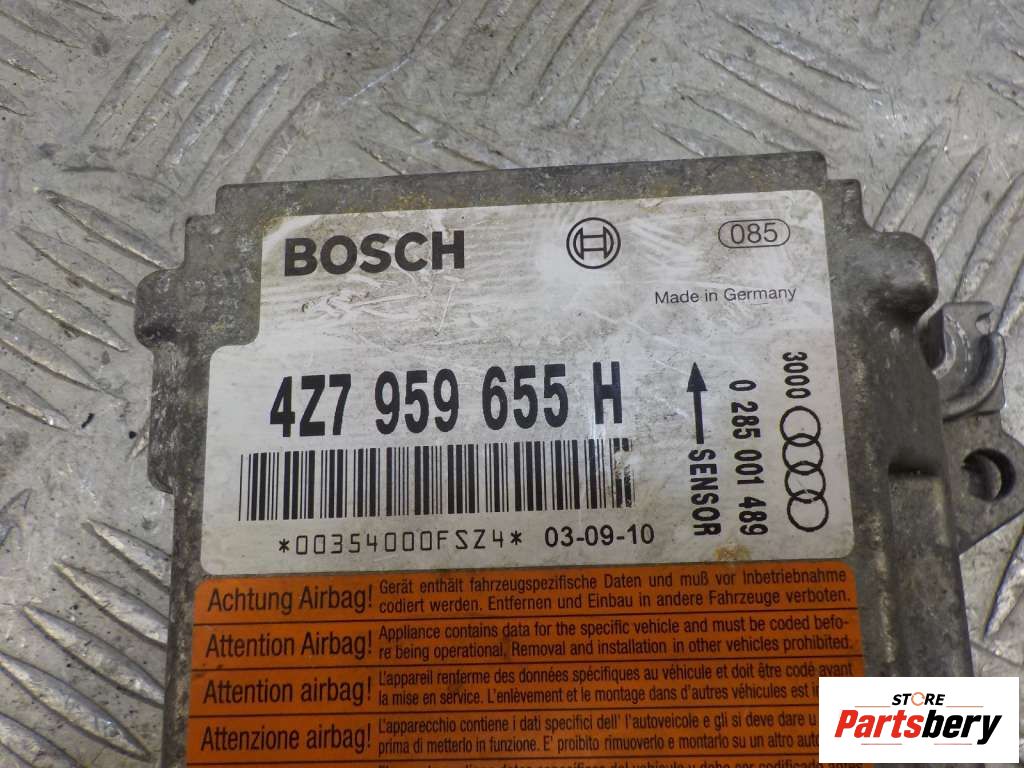 BOSCH
085
Made in Germany
4Z7 959 655 H
SENSOR
0 285 001 489
3000
*00354000FSZ4* 03-09-10
Achtung Airbag! Gerät enthält fahrzeugspezifische Daten und muß vor Inbetriebnahme
codiert werden. Entfernen und Einbau in andere Fahrzeuge verboten.
Attention Airbag! Appliance contains data for the specific vehicle and must be coded befo-
re being operational. Removal and installation in other vehicles prohibited.
Attention airbag! L'appareil renferme des données spécifiques au véhicule et doit être codé avant
la mise en service. L'enlèvement et le montage dans d'autres véhicules est
Attenzione airbag! L'apparecchio contiene i dati specifici dell' l'autoveicolo e gli si deve dare
prima di metterlo in funzione. E' proibito rimuoverlo e montarlo su un altro
STORE
Partsbery